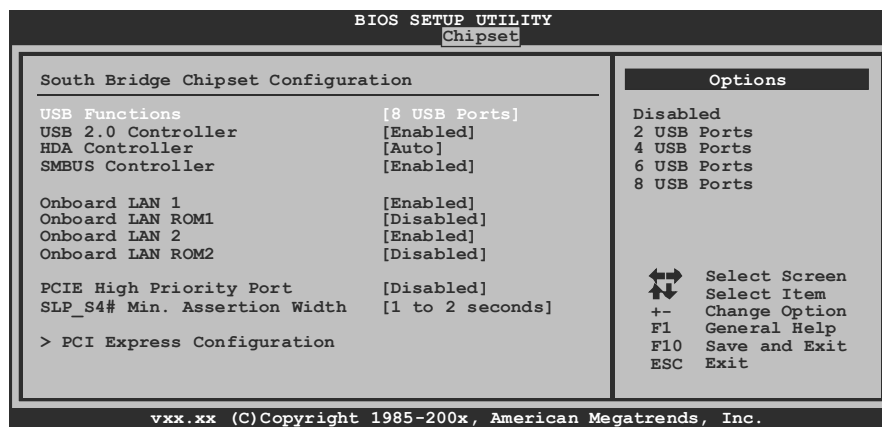 BIOS SETUP UTILITY
Chipset
South Bridge Chipset Configuration
USB Functions [8 USB Ports]
USB 2.0 Controller [Enabled]
HDA Controller [Auto]
SMBUS Controller [Enabled]
Onboard LAN 1 [Enabled]
Onboard LAN ROM1 [Disabled]
Onboard LAN 2 [Enabled]
Onboard LAN ROM2 [Disabled]
PCIE High Priority Port [Disabled]
SLP_S4# Min. Assertion Width [1 to 2 seconds]
> PCI Express Configuration
Options
Disabled
2 USB Ports
4 USB Ports
6 USB Ports
8 USB Ports
Select Screen
Select Item
+- Change Option
F1 General Help
F10 Save and Exit
ESC Exit
vxx.xx (C)Copyright 1985-200x, American Megatrends, Inc.